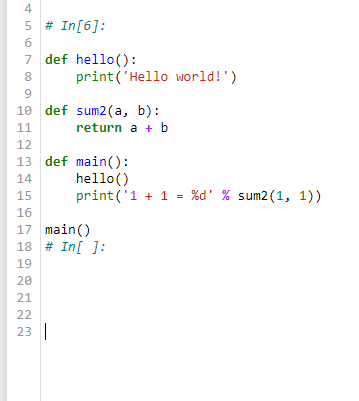 4
5 # In[6]:
6
7 def hello():
8     print('Hello world!')
9
10 def sum2(a, b):
11     return a + b
12
13 def main():
14     hello()
15     print('1 + 1 = %d' % sum2(1, 1))
16
17 main()
18 # In[ ]:
19
20
21
22
23